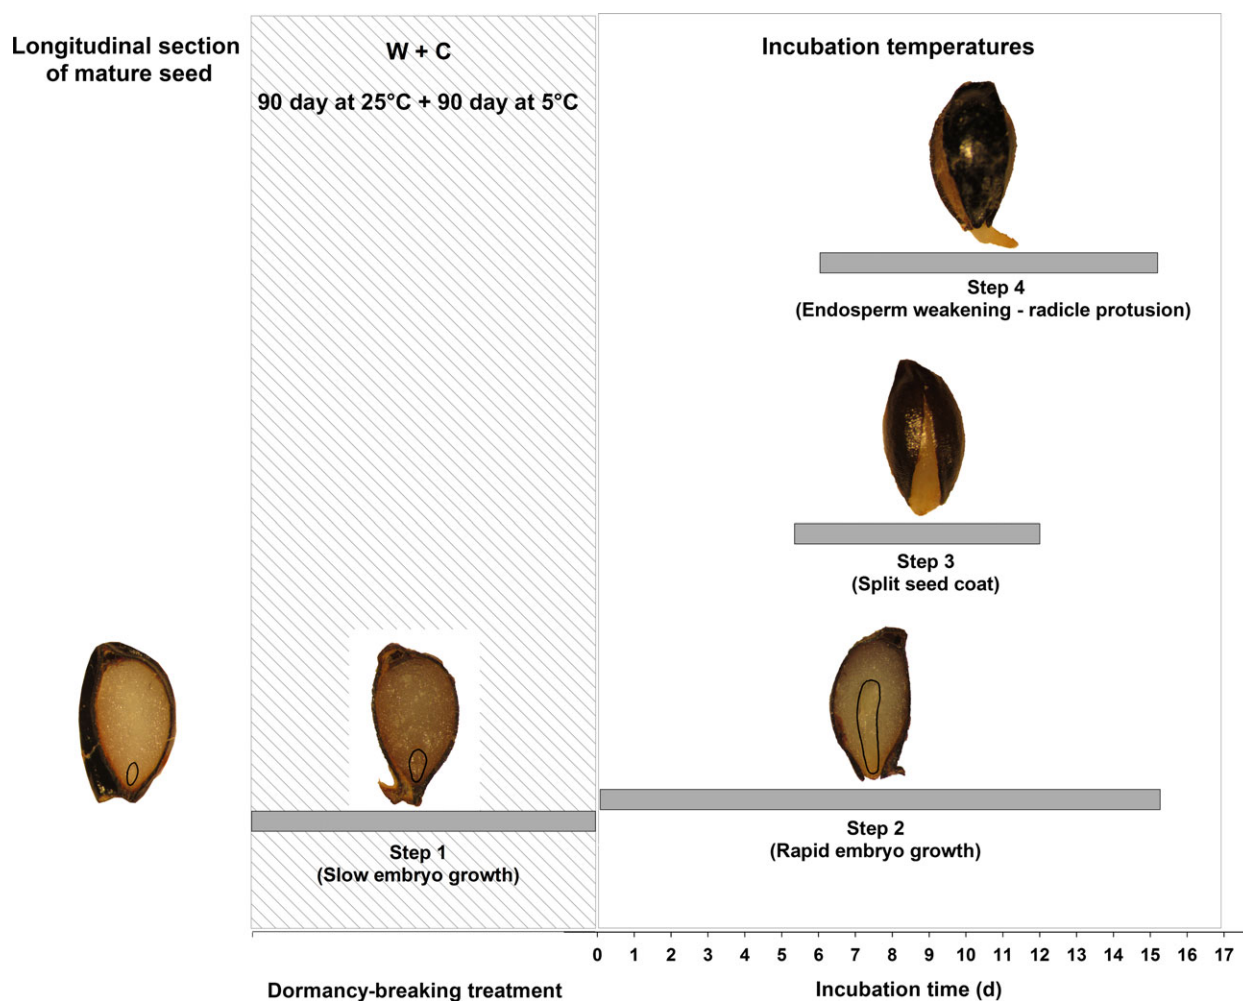 Longitudinal section
of mature seed
W + C
90 day at 25°C + 90 day at 5°C
Incubation temperatures
Step 4
(Endosperm weakening - radicle protusion)
Step 3
(Split seed coat)
Step 2
(Rapid embryo growth)
Step 1
(Slow embryo growth)
0 1 2 3 4 5 6 7 8 9 10 11 12 13 14 15 16 17
Dormancy-breaking treatment
Incubation time (d)